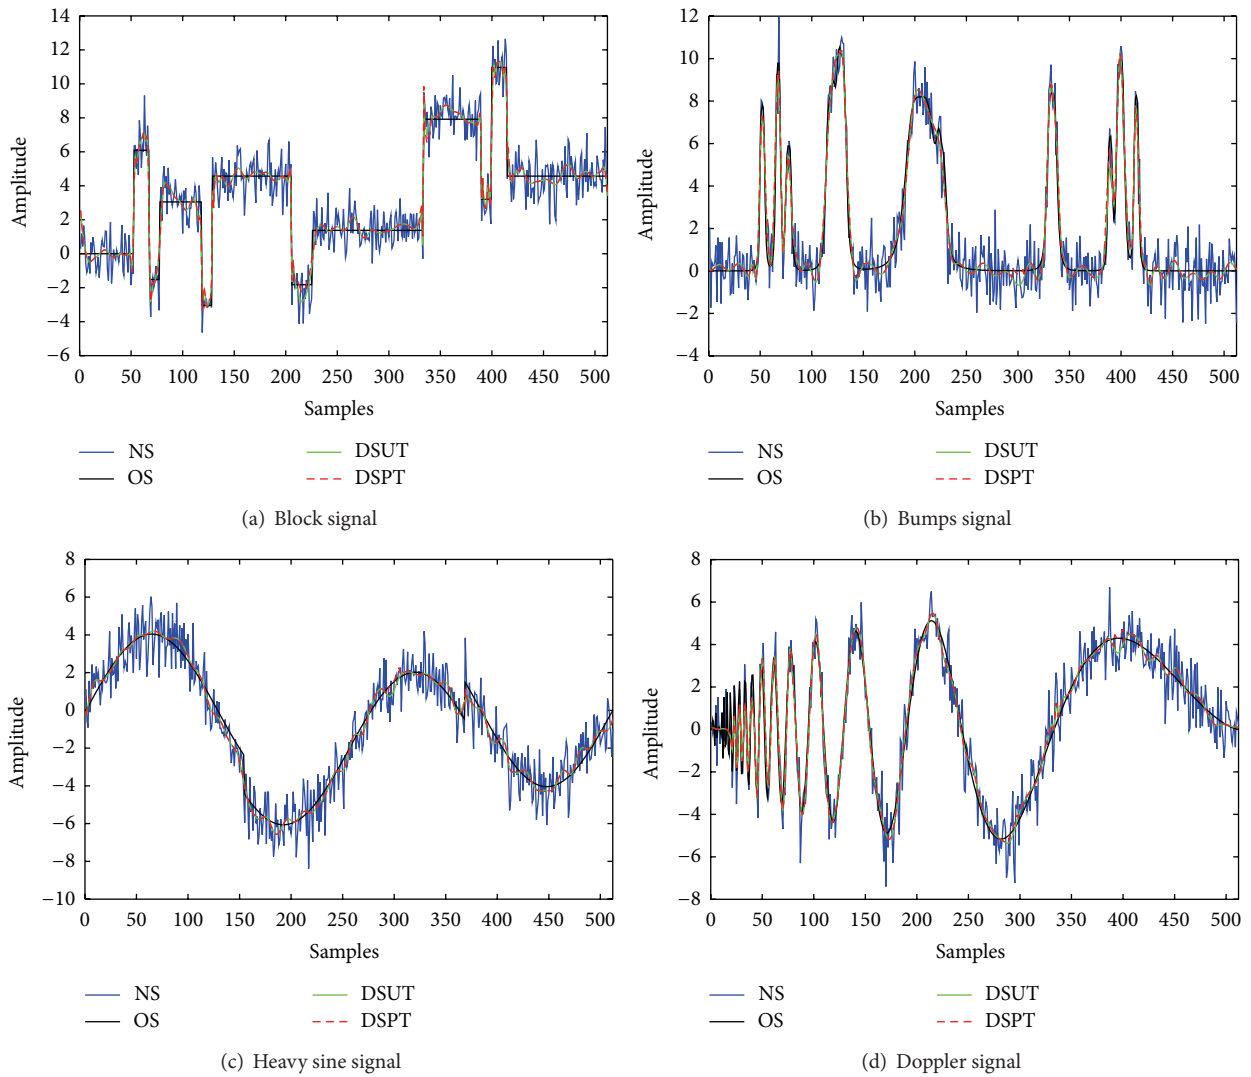 14
12
10
8
6
4
2
0
−2
−4
−6
Amplitude
0 50 100 150 200 250 300 350 400 450 500
Samples
NS
OS
DSUT
DSPT
(a) Block signal
12
10
8
6
4
2
0
−2
−4
Amplitude
0 50 100 150 200 250 300 350 400 450 500
Samples
NS
OS
DSUT
DSPT
(b) Bumps signal
8
6
4
2
0
−2
−4
−6
−8
−10
Amplitude
0 50 100 150 200 250 300 350 400 450 500
Samples
NS
OS
DSUT
DSPT
(c) Heavy sine signal
8
6
4
2
0
−2
−4
−6
−8
Amplitude
0 50 100 150 200 250 300 350 400 450 500
Samples
NS
OS
DSUT
DSPT
(d) Doppler signal